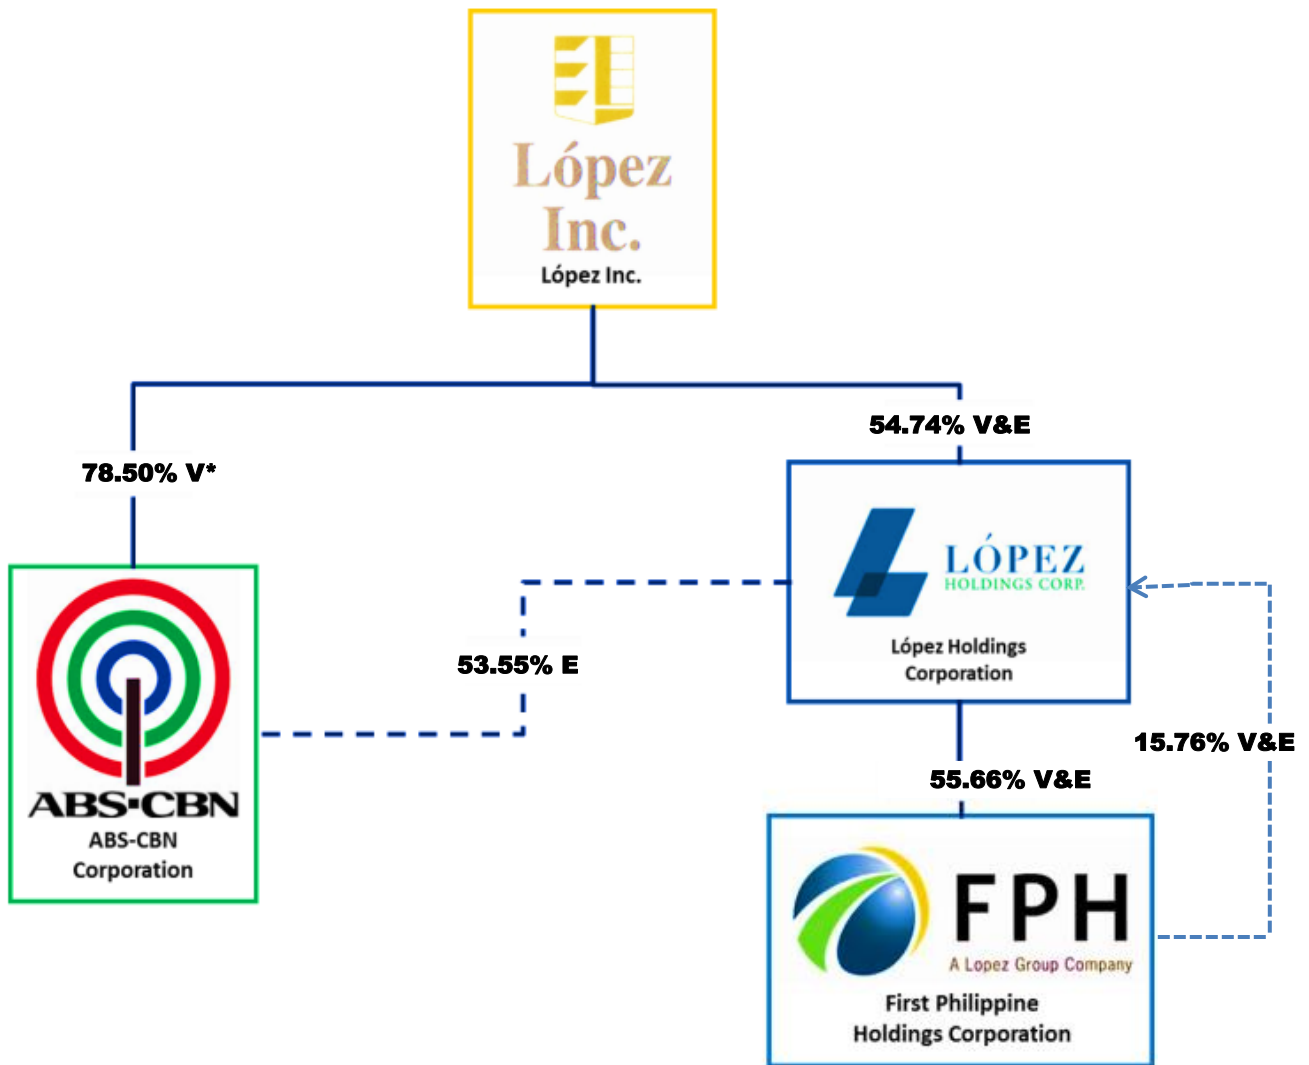 López
Inc.
López Inc.
54.74% V&E
78.50% V*
LÓPEZ
HOLDINGS CORP.
López Holdings
Corporation
53.55% E
15.76% V&E
55.66% V&E
ABS-CBN
ABS-CBN
Corporation
FPH
A Lopez Group Company
First Philippine
Holdings Corporation